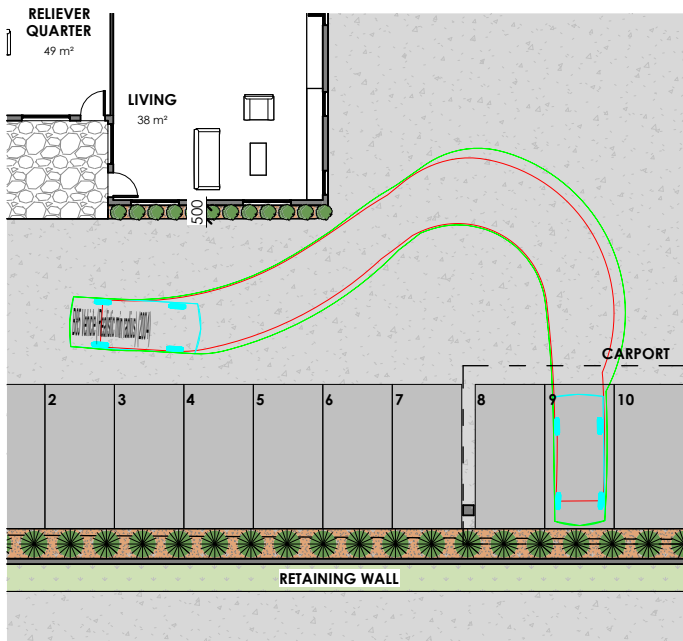 RELIEVER
QUARTER
49 m²
LIVING
38 m²
500
CARPORT
2
3
4
5
6
7
8
9
10
RETAINING WALL